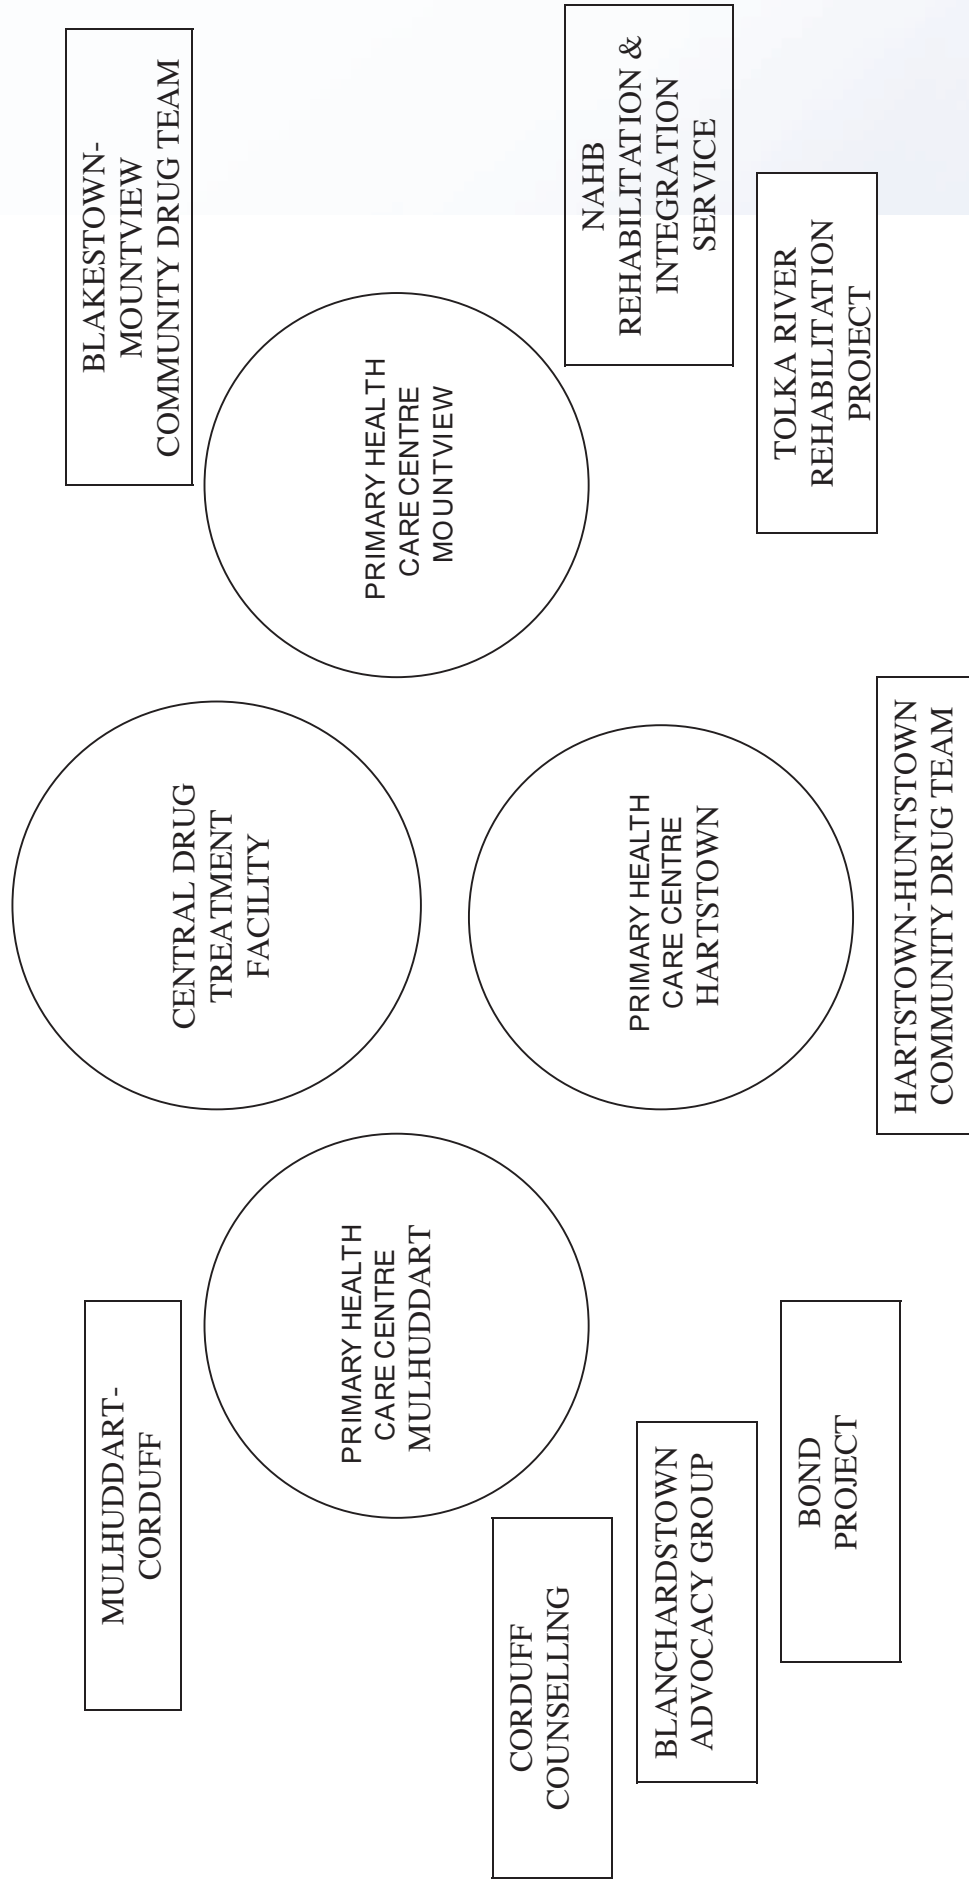 MULHUDDART-
CORDUFF
CENTRAL DRUG
TREATMENT
FACILITY
BLAKESTOWN-
MOUNTVIEW
COMMUNITY DRUG TEAM
PRIMARY HEALTH
CARE CENTRE
MULHUDDART
PRIMARY HEALTH
CARE CENTRE
MOUNTVIEW
CORDUFF
COUNSELLING
PRIMARY HEALTH
CARE CENTRE
HARTSTOWN
NAHB
REHABILITATION &
INTEGRATION
SERVICE
BLANCHARDSTOWN
ADVOCACY GROUP
TOLKA RIVER
REHABILITATION
PROJECT
BOND
PROJECT
HARTSTOWN-HUNTSTOWN
COMMUNITY DRUG TEAM